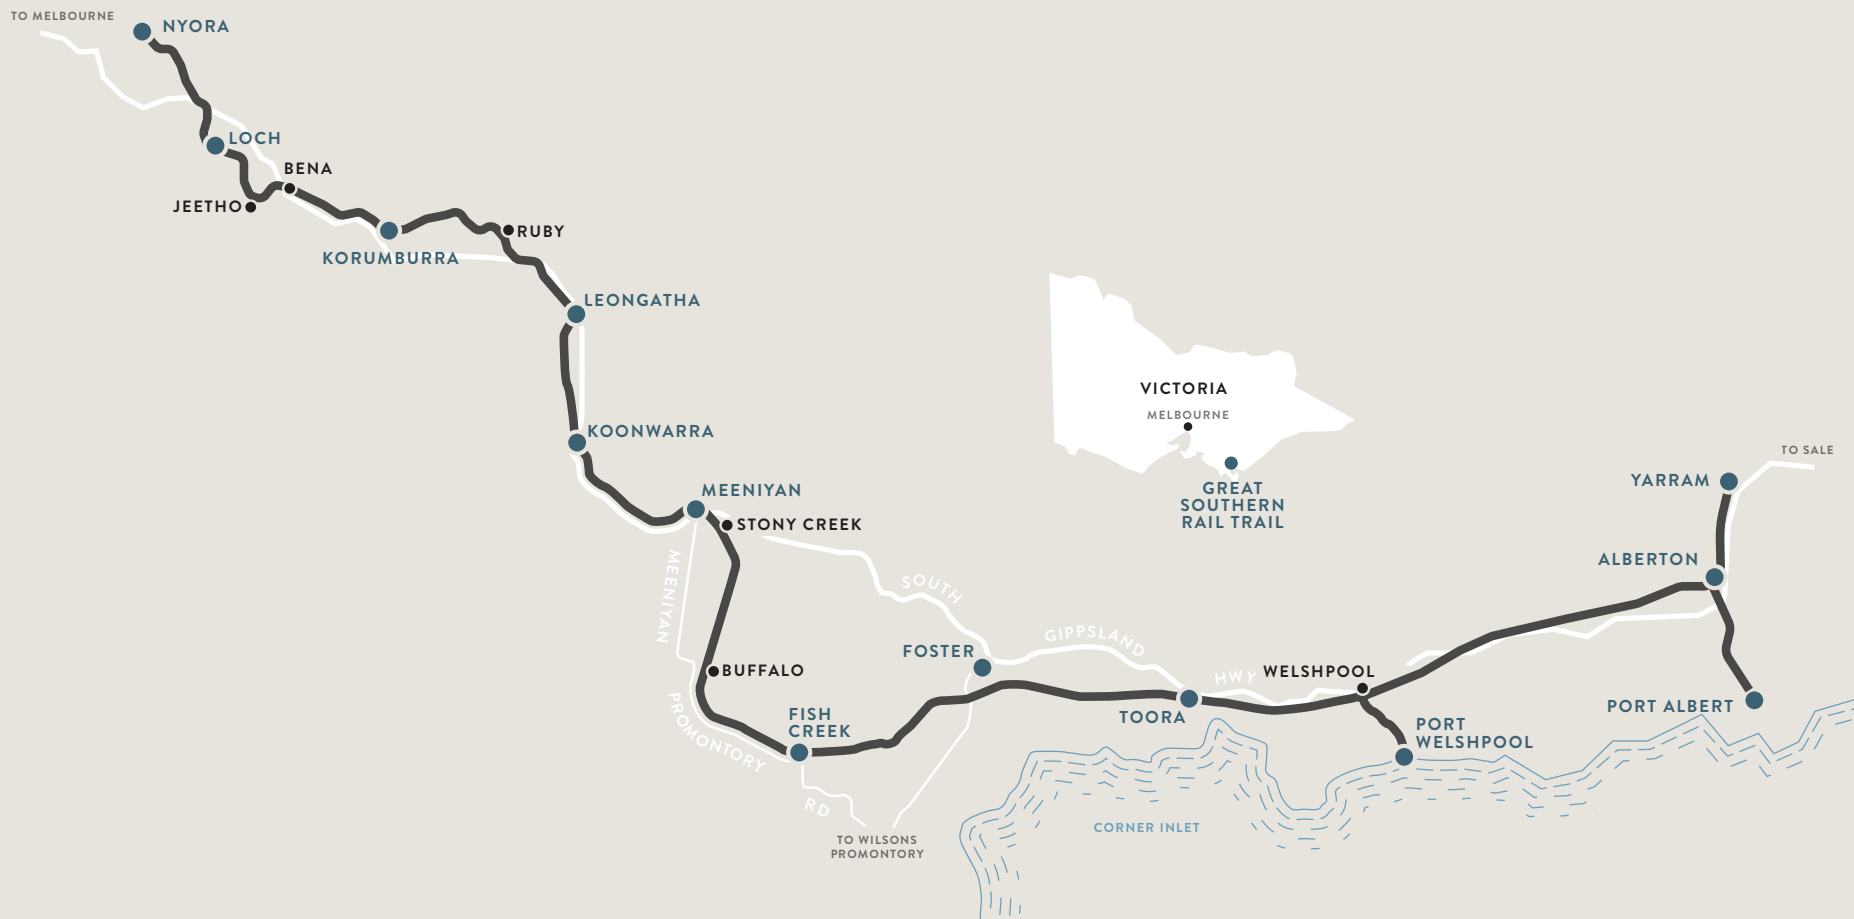 TO MELBOURNE
NYORA
LOCH
BENA
JEETHO
RUBY
KORUMBURRA
LEONGATHA
KOONWARRA
MEENIYAN
STONY CREEK
MEENIYAN
PROMONTORY
RD
BUFFALO
FISH
CREEK
TO WILSONS
PROMONTORY
SOUTH
GIPPSLAND
HWY
FOSTER
TOORA
WELSHPOOL
PORT
WELSHPOOL
CORNER INLET
VICTORIA
MELBOURNE
GREAT
SOUTHERN
RAIL TRAIL
TO SALE
YARRAM
ALBERTON
PORT ALBERT